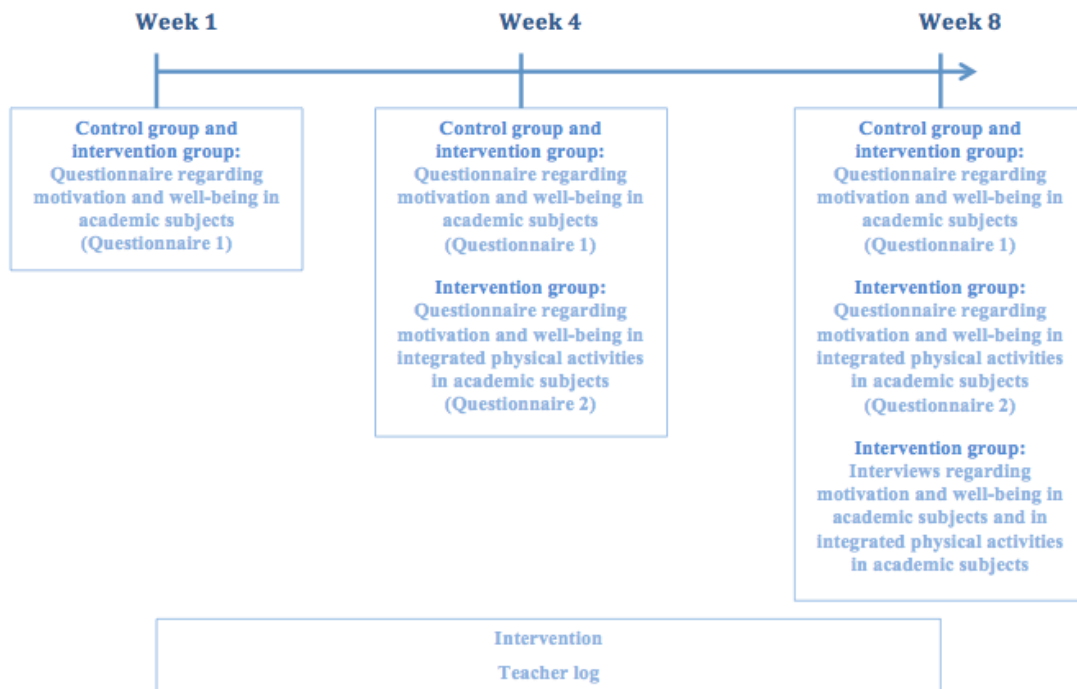 Week 1
Week 4
Week 8
Control group and
intervention group:
Questionnaire regarding
motivation and well-being in
academic subjects
(Questionnaire 1)
Control group and
intervention group:
Questionnaire regarding
motivation and well-being in
academic subjects
(Questionnaire 1)
Intervention group:
Questionnaire regarding
motivation and well-being in
integrated physical activities
in academic subjects
(Questionnaire 2)
Control group and
intervention group:
Questionnaire regarding
motivation and well-being in
academic subjects
(Questionnaire 1)
Intervention group:
Questionnaire regarding
motivation and well-being in
integrated physical activities
in academic subjects
(Questionnaire 2)
Intervention group:
Interviews regarding
motivation and well-being in
academic subjects and in
integrated physical activities
in academic subjects
Intervention
Teacher log